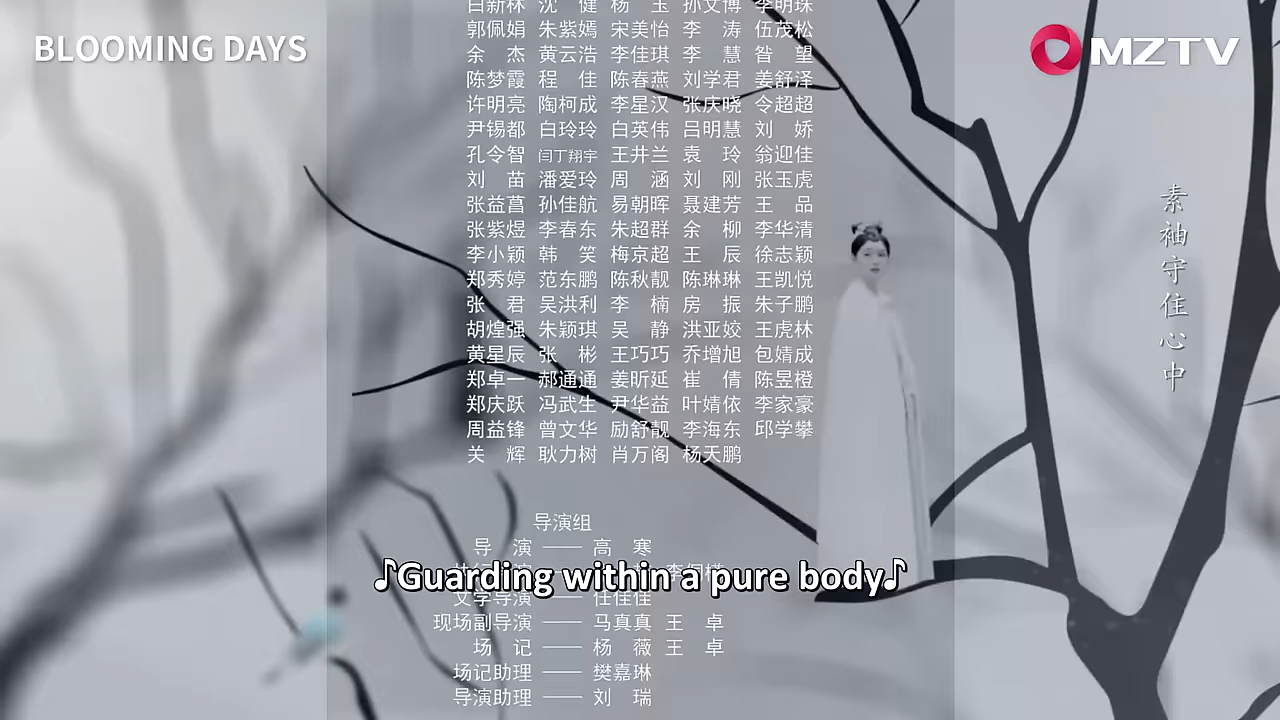 BLOOMING DAYS
MZTV
白新林 沈 健 杨 玉 孙文博 李明珠
郭佩娟 朱紫嫣 宋美怡 李 涛 伍茂松
余 杰 黄云浩 李佳琪 李 慧 昝 望
陈梦霞 程 佳 陈春燕 刘学君 姜舒泽
许明亮 陶柯成 李星汉 张庆晓 令超超
尹锡都 白玲玲 白英伟 吕明慧 刘 娇
孔令智 闫丁翔宇 王井兰 袁 玲 翁迎佳
刘 苗 潘爱玲 周 涵 刘 刚 张玉虎
张益菖 孙佳航 易朝晖 聂建芳 王 品
张紫煜 李春东 朱超群 余 柳 李华清
李小颖 韩 笑 梅京超 王 辰 徐志颖
郑秀婷 范东鹏 陈秋靓 陈琳琳 王凯悦
张 君 吴洪利 李 楠 房 振 朱子鹏
胡煌强 朱颖琪 吴 静 洪亚姣 王虎林
黄星辰 张 彬 王巧巧 乔增旭 包婧成
郑卓一 郝通通 姜昕延 崔 倩 陈昱橙
郑庆跃 冯武生 尹华益 叶婧依 李家豪
周益锋 曾文华 励舒靓 李海东 邱学攀
关 辉 耿力树 肖万阁 杨天鹏
素袖守住心中
导演组
导 演 —— 高 寒
♪Guarding within a pure body♪
文学导演 —— 任佳佳
现场副导演 —— 马真真 王 卓
场 记 —— 杨 薇 王 卓
场记助理 —— 樊嘉琳
导演助理 —— 刘 瑞